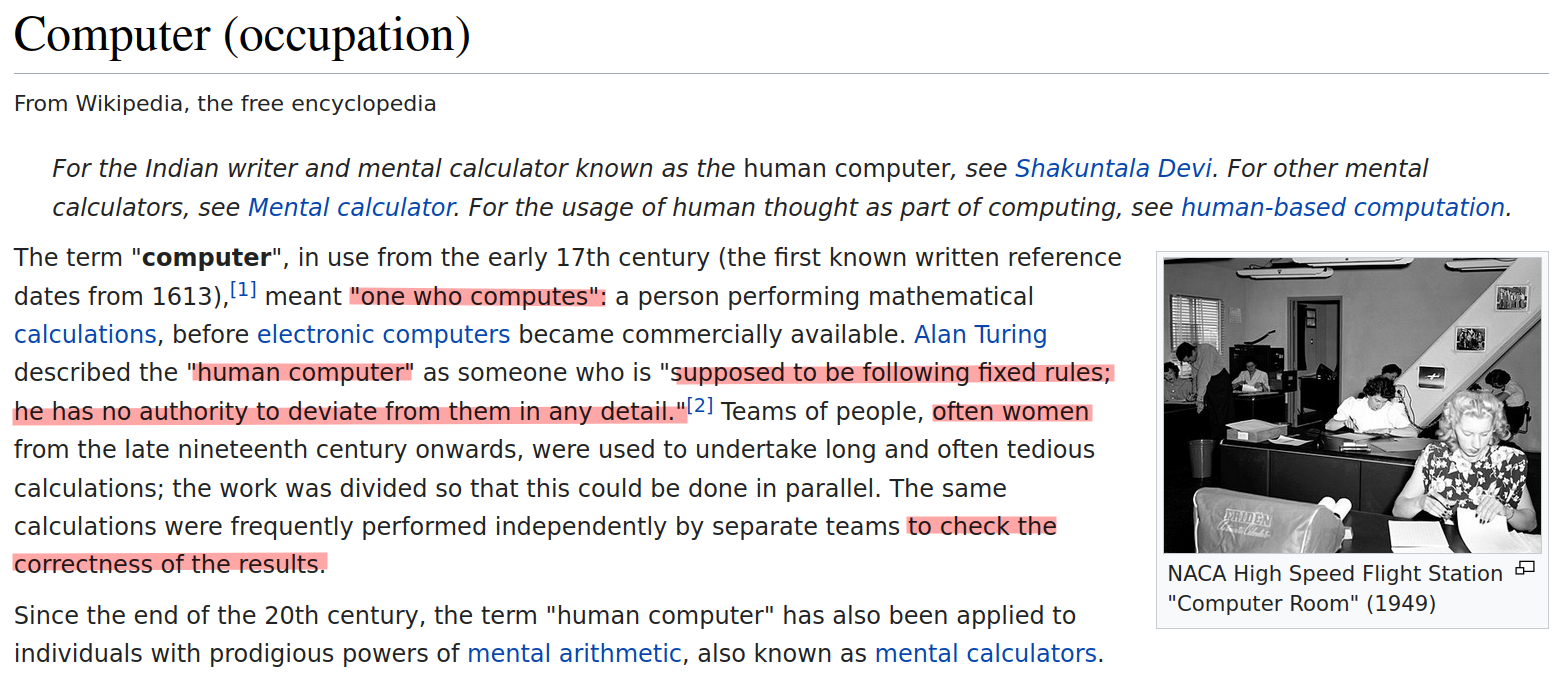 Computer (occupation)
From Wikipedia, the free encyclopedia
For the Indian writer and mental calculator known as the human computer, see Shakuntala Devi. For other mental
calculators, see Mental calculator. For the usage of human thought as part of computing, see human-based computation.
The term "computer", in use from the early 17th century (the first known written reference
dates from 1613),[1] meant "one who computes": a person performing mathematical
calculations, before electronic computers became commercially available. Alan Turing
described the "human computer" as someone who is "supposed to be following fixed rules;
he has no authority to deviate from them in any detail."[2] Teams of people, often women
from the late nineteenth century onwards, were used to undertake long and often tedious
calculations; the work was divided so that this could be done in parallel. The same
calculations were frequently performed independently by separate teams to check the
correctness of the results.
Since the end of the 20th century, the term "human computer" has also been applied to
individuals with prodigious powers of mental arithmetic, also known as mental calculators.
FRIDEN
NACA High Speed Flight Station
"Computer Room" (1949)